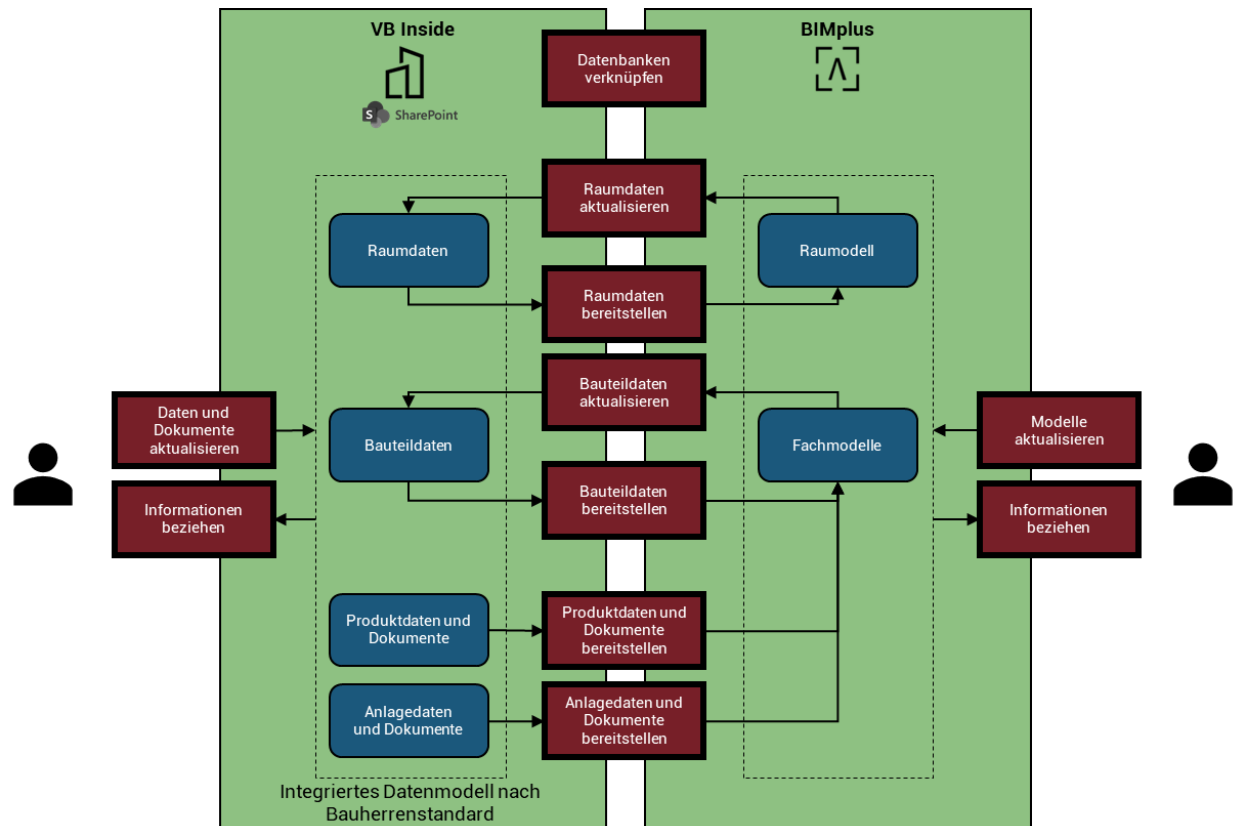 VB Inside
S SharePoint
BIMplus
Datenbanken
verknüpfen
Raumdaten
aktualisieren
Raumdaten
Raumodell
Raumdaten
bereitstellen
Bauteildaten
aktualisieren
Daten und
Dokumente
aktualisieren
Bauteildaten
Fachmodelle
Modelle
aktualisieren
Informationen
beziehen
Bauteildaten
bereitstellen
Informationen
beziehen
Produktdaten und
Dokumente
Produktdaten und
Dokumente
bereitstellen
Anlagedaten
und Dokumente
Anlagedaten und
Dokumente
bereitstellen
Integriertes Datenmodell nach
Bauherrenstandard